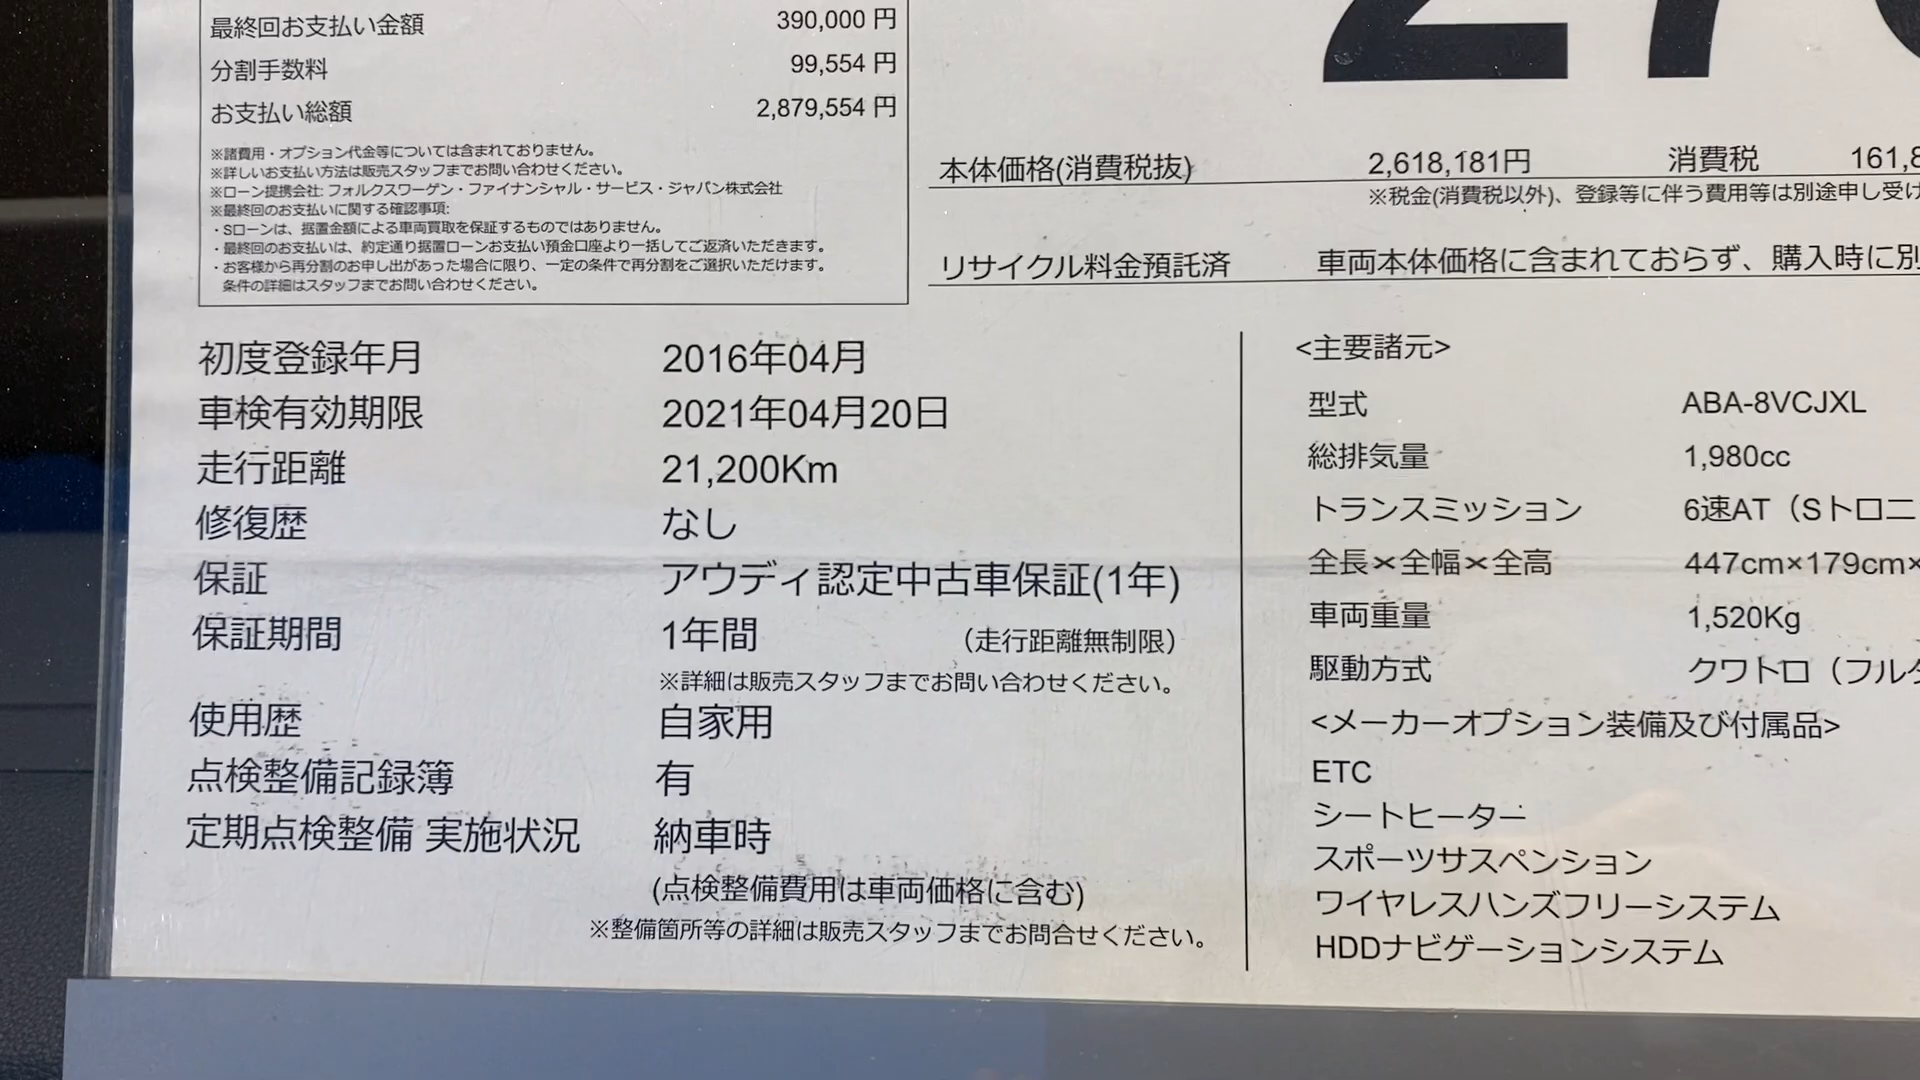 最終回お支払い金額 390,000 円
分割手数料 99,554 円
お支払い総額 2,879,554 円
※諸費用・オプション代金等については含まれておりません。
※詳しいお支払い方法は販売スタッフまでお問い合わせください。
※ローン提携会社: フォルクスワーゲン・ファイナンシャル・サービス・ジャパン株式会社
※最終回のお支払いに関する確認事項:
・Sローンは、据置金額による車両買取を保証するものではありません。
・最終回のお支払いは、約定通り据置ローンお支払い預金口座より一括してご返済いただきます。
・お客様から再分割のお申し出があった場合に限り、一定の条件で再分割をご選択いただけます。
条件の詳細はスタッフまでお問い合わせください。
本体価格(消費税抜) 2,618,181円 消費税 161,8
※税金(消費税以外)、登録等に伴う費用等は別途申し受け
リサイクル料金預託済 車両本体価格に含まれておらず、購入時に別
初度登録年月 2016年04月
車検有効期限 2021年04月20日
走行距離 21,200Km
修復歴 なし
保証 アウディ認定中古車保証(1年)
保証期間 1年間 （走行距離無制限）
※詳細は販売スタッフまでお問い合わせください。
使用歴 自家用
点検整備記録簿 有
定期点検整備 実施状況 納車時
(点検整備費用は車両価格に含む)
※整備箇所等の詳細は販売スタッフまでお問合せください。
<主要諸元>
型式 ABA-8VCJXL
総排気量 1,980cc
トランスミッション 6速AT（Sトロニ
全長×全幅×全高 447cm×179cm×
車両重量 1,520Kg
駆動方式 クワトロ（フルタ
<メーカーオプション装備及び付属品>
ETC
シートヒーター
スポーツサスペンション
ワイヤレスハンズフリーシステム
HDDナビゲーションシステム